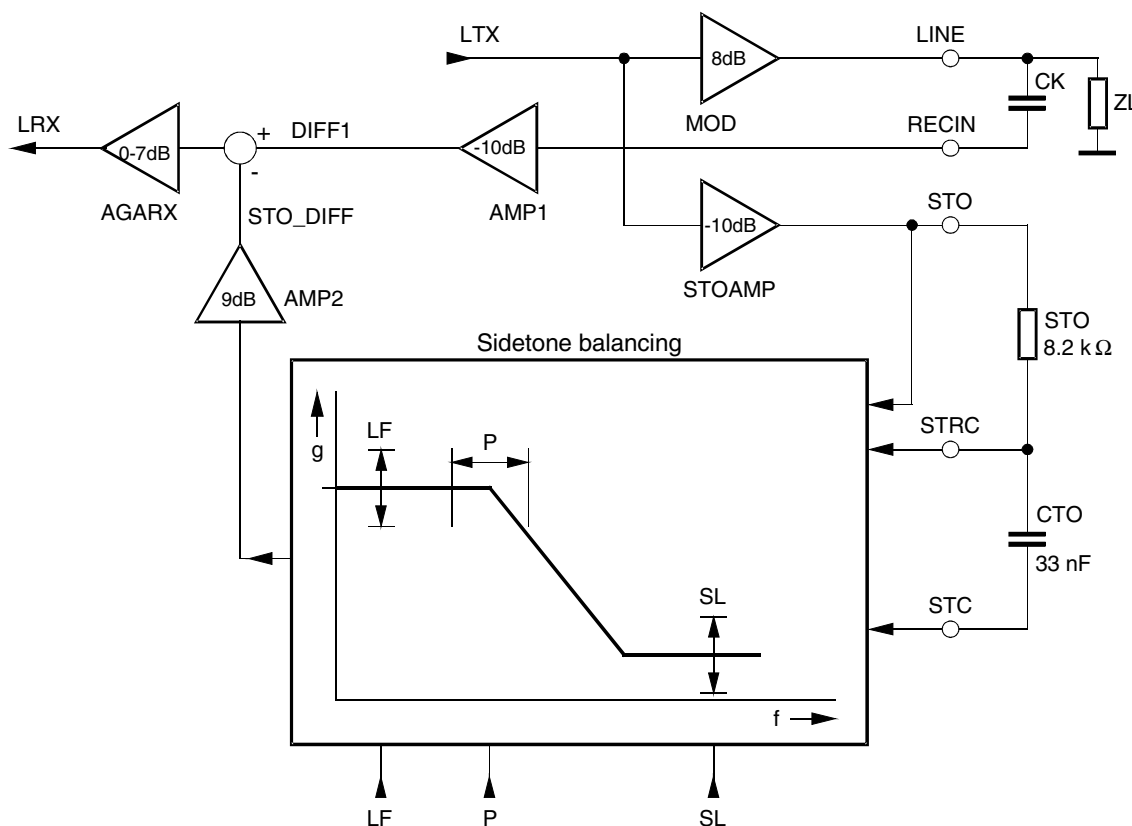 LTX
8dB
MOD
LINE
CK
ZL
LRX
0-7dB
AGARX
+
-
DIFF1
-10dB
AMP1
RECIN
STO_DIFF
-10dB
STOAMP
STO
9dB
AMP2
STO
8.2 kΩ
Sidetone balancing
g
LF
P
SL
f
STRC
CTO
33 nF
STC
LF
P
SL